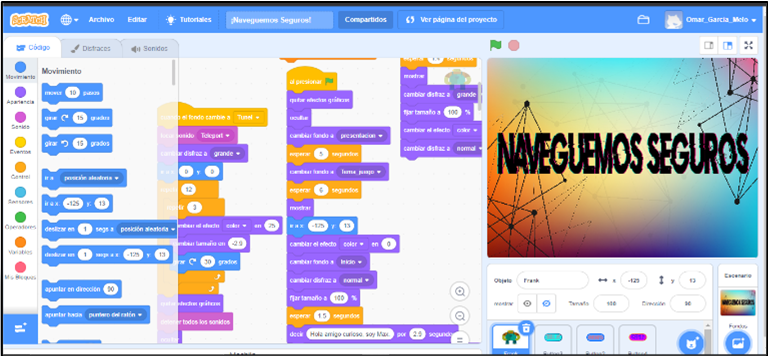 SCRATCH
Archivo
Editar
Tutoriales
¡Naveguemos Seguros!
Compartidos
Ver página del proyecto
Omar_Garcia_Melo
Código
Disfraces
Sonidos
Movimiento
Apariencia
Sonido
Eventos
Control
Sensores
Operadores
Variables
Mis Bloques
Movimiento
mover 10 pasos
girar 15 grados
girar 15 grados
ir a posición aleatoria
ir a x: -125 y: 13
deslizar en 1 segs a posición aleatoria
deslizar en 1 segs a x: -125 y: 13
apuntar en dirección 90
apuntar hacia puntero del ratón
fondo cambie a Túnel
sonido Teleport
cambiar disfraz a grande
x 0 y 0
12
3
cambiar el efecto color en 25
cambiar tamaño en -2.9
30 grados
efectos gráficos
todos los sonidos
al presionar
quitar efectos gráficos
ocultar
cambiar fondo a presentacion
esperar 5 segundos
cambiar fondo a Tema_juego
esperar 6 segundos
mostrar
ir a x: -125 y: 13
cambiar el efecto color en 0
cambiar fondo a Inicio
cambiar disfraz a normal
fijar tamaño a 100 %
esperar 1.5 segundos
decir Hola amigo curioso, soy Max. por 2.5 segundos
segundos
mostrar
cambiar disfraz a grande
fijar tamaño a 100 %
cambiar el efecto color
cambiar disfraz a normal
NAVEGUEMOS SEGUROS
Objeto
Frank
x -125
y 13
mostrar
Tamaño 100
Dirección 90
Escenario
Fondos